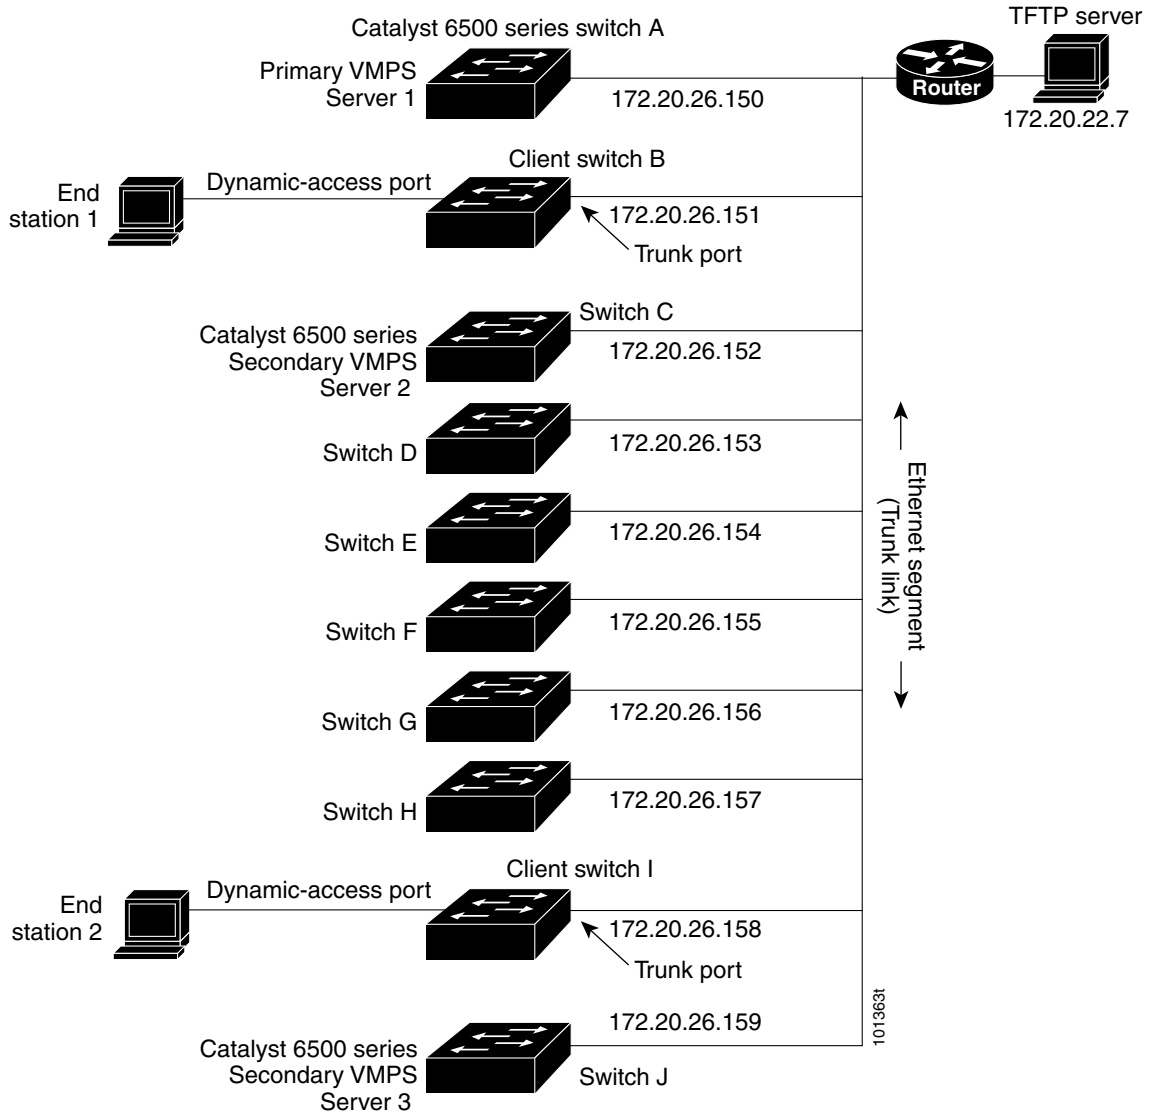 Catalyst 6500 series switch A
TFTP server
Primary VMPS
Server 1
172.20.26.150
Router
172.20.22.7
Client switch B
End
station 1
Dynamic-access port
172.20.26.151
Trunk port
Switch C
Catalyst 6500 series
Secondary VMPS
Server 2
172.20.26.152
Switch D
172.20.26.153
Ethernet segment
(Trunk link)
Switch E
172.20.26.154
Switch F
172.20.26.155
Switch G
172.20.26.156
Switch H
172.20.26.157
Client switch I
End
station 2
Dynamic-access port
172.20.26.158
Trunk port
101363t
172.20.26.159
Catalyst 6500 series
Secondary VMPS
Server 3
Switch J